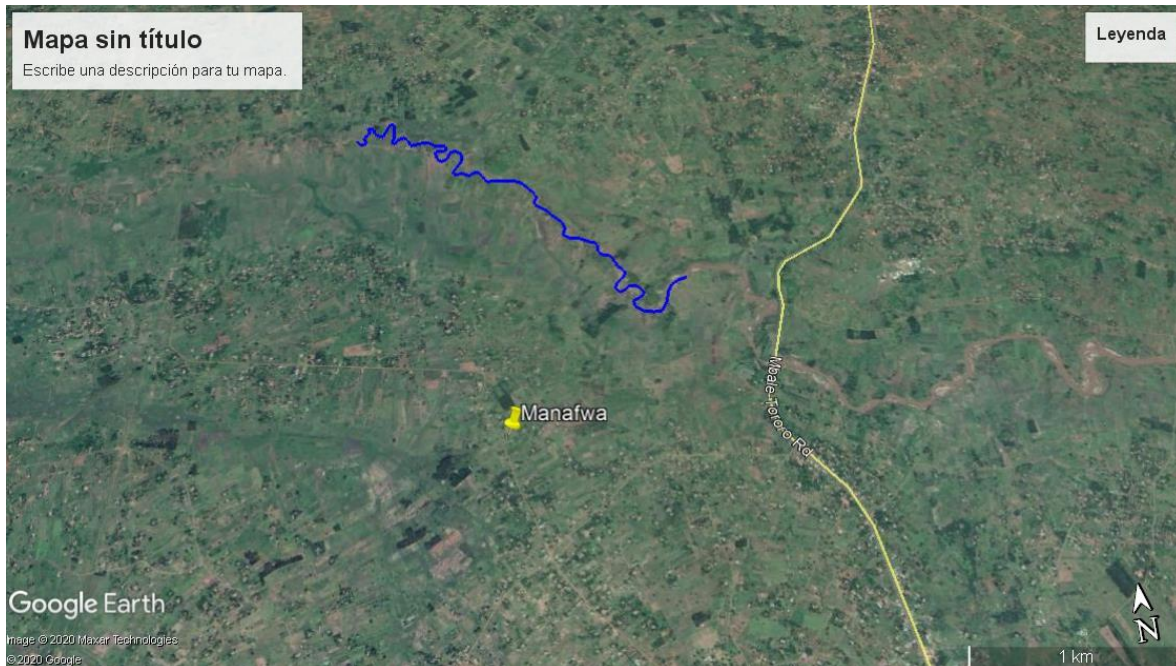 Mapa sin título
Escribe una descripción para tu mapa.
Leyenda
Mbale-Tororo Rd
Manafwa
Google Earth
Image © 2020 Maxar Technologies
© 2020 Google
N
1 km